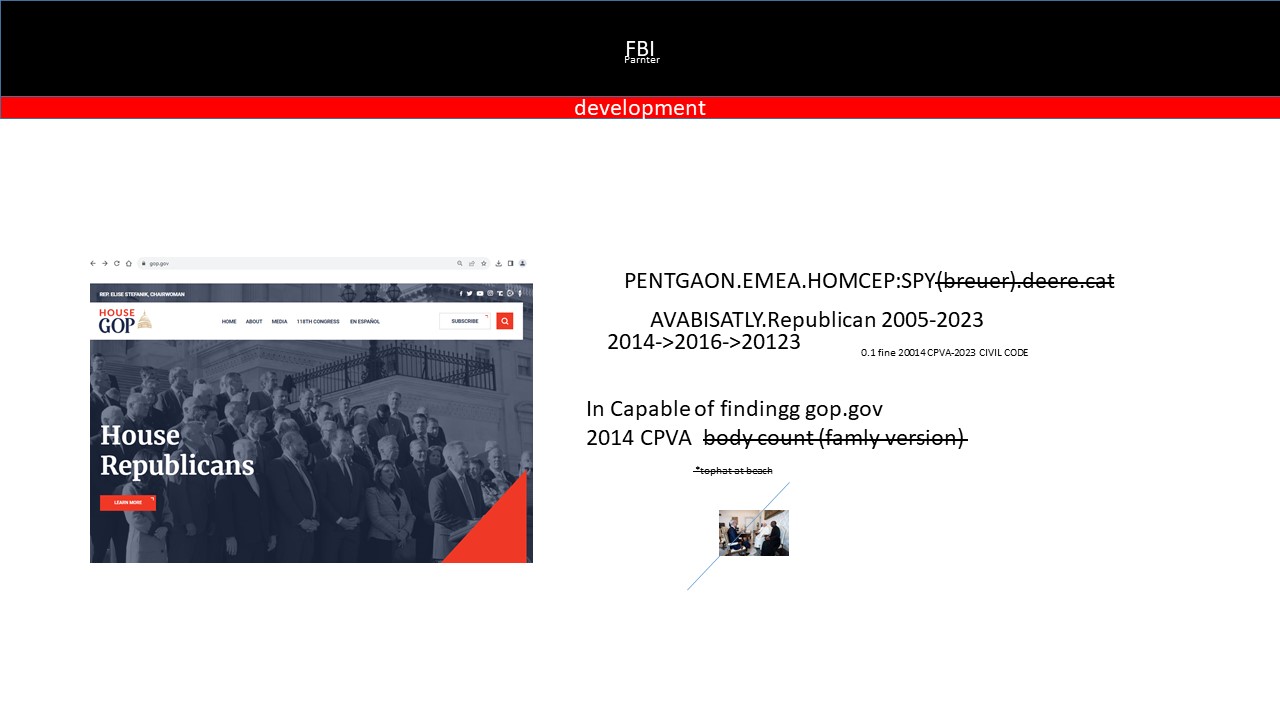 FBI
Parnter
development
gop.gov
REP. ELISE STEFANIK, CHAIRWOMAN
HOUSE
GOP
HOME ABOUT MEDIA 118TH CONGRESS EN ESPAÑOL
SUBSCRIBE
House
Republicans
LEARN MORE
PENTGAON.EMEA.HOMCEP:SPY(breuer).deere.cat
AVABISATLY.Republican 2005-2023
2014->2016->20123
0.1 fine 20014 CPVA-2023 CIVIL CODE
In Capable of findingg gop.gov
2014 CPVA body count (famly version)
*tophat at beach